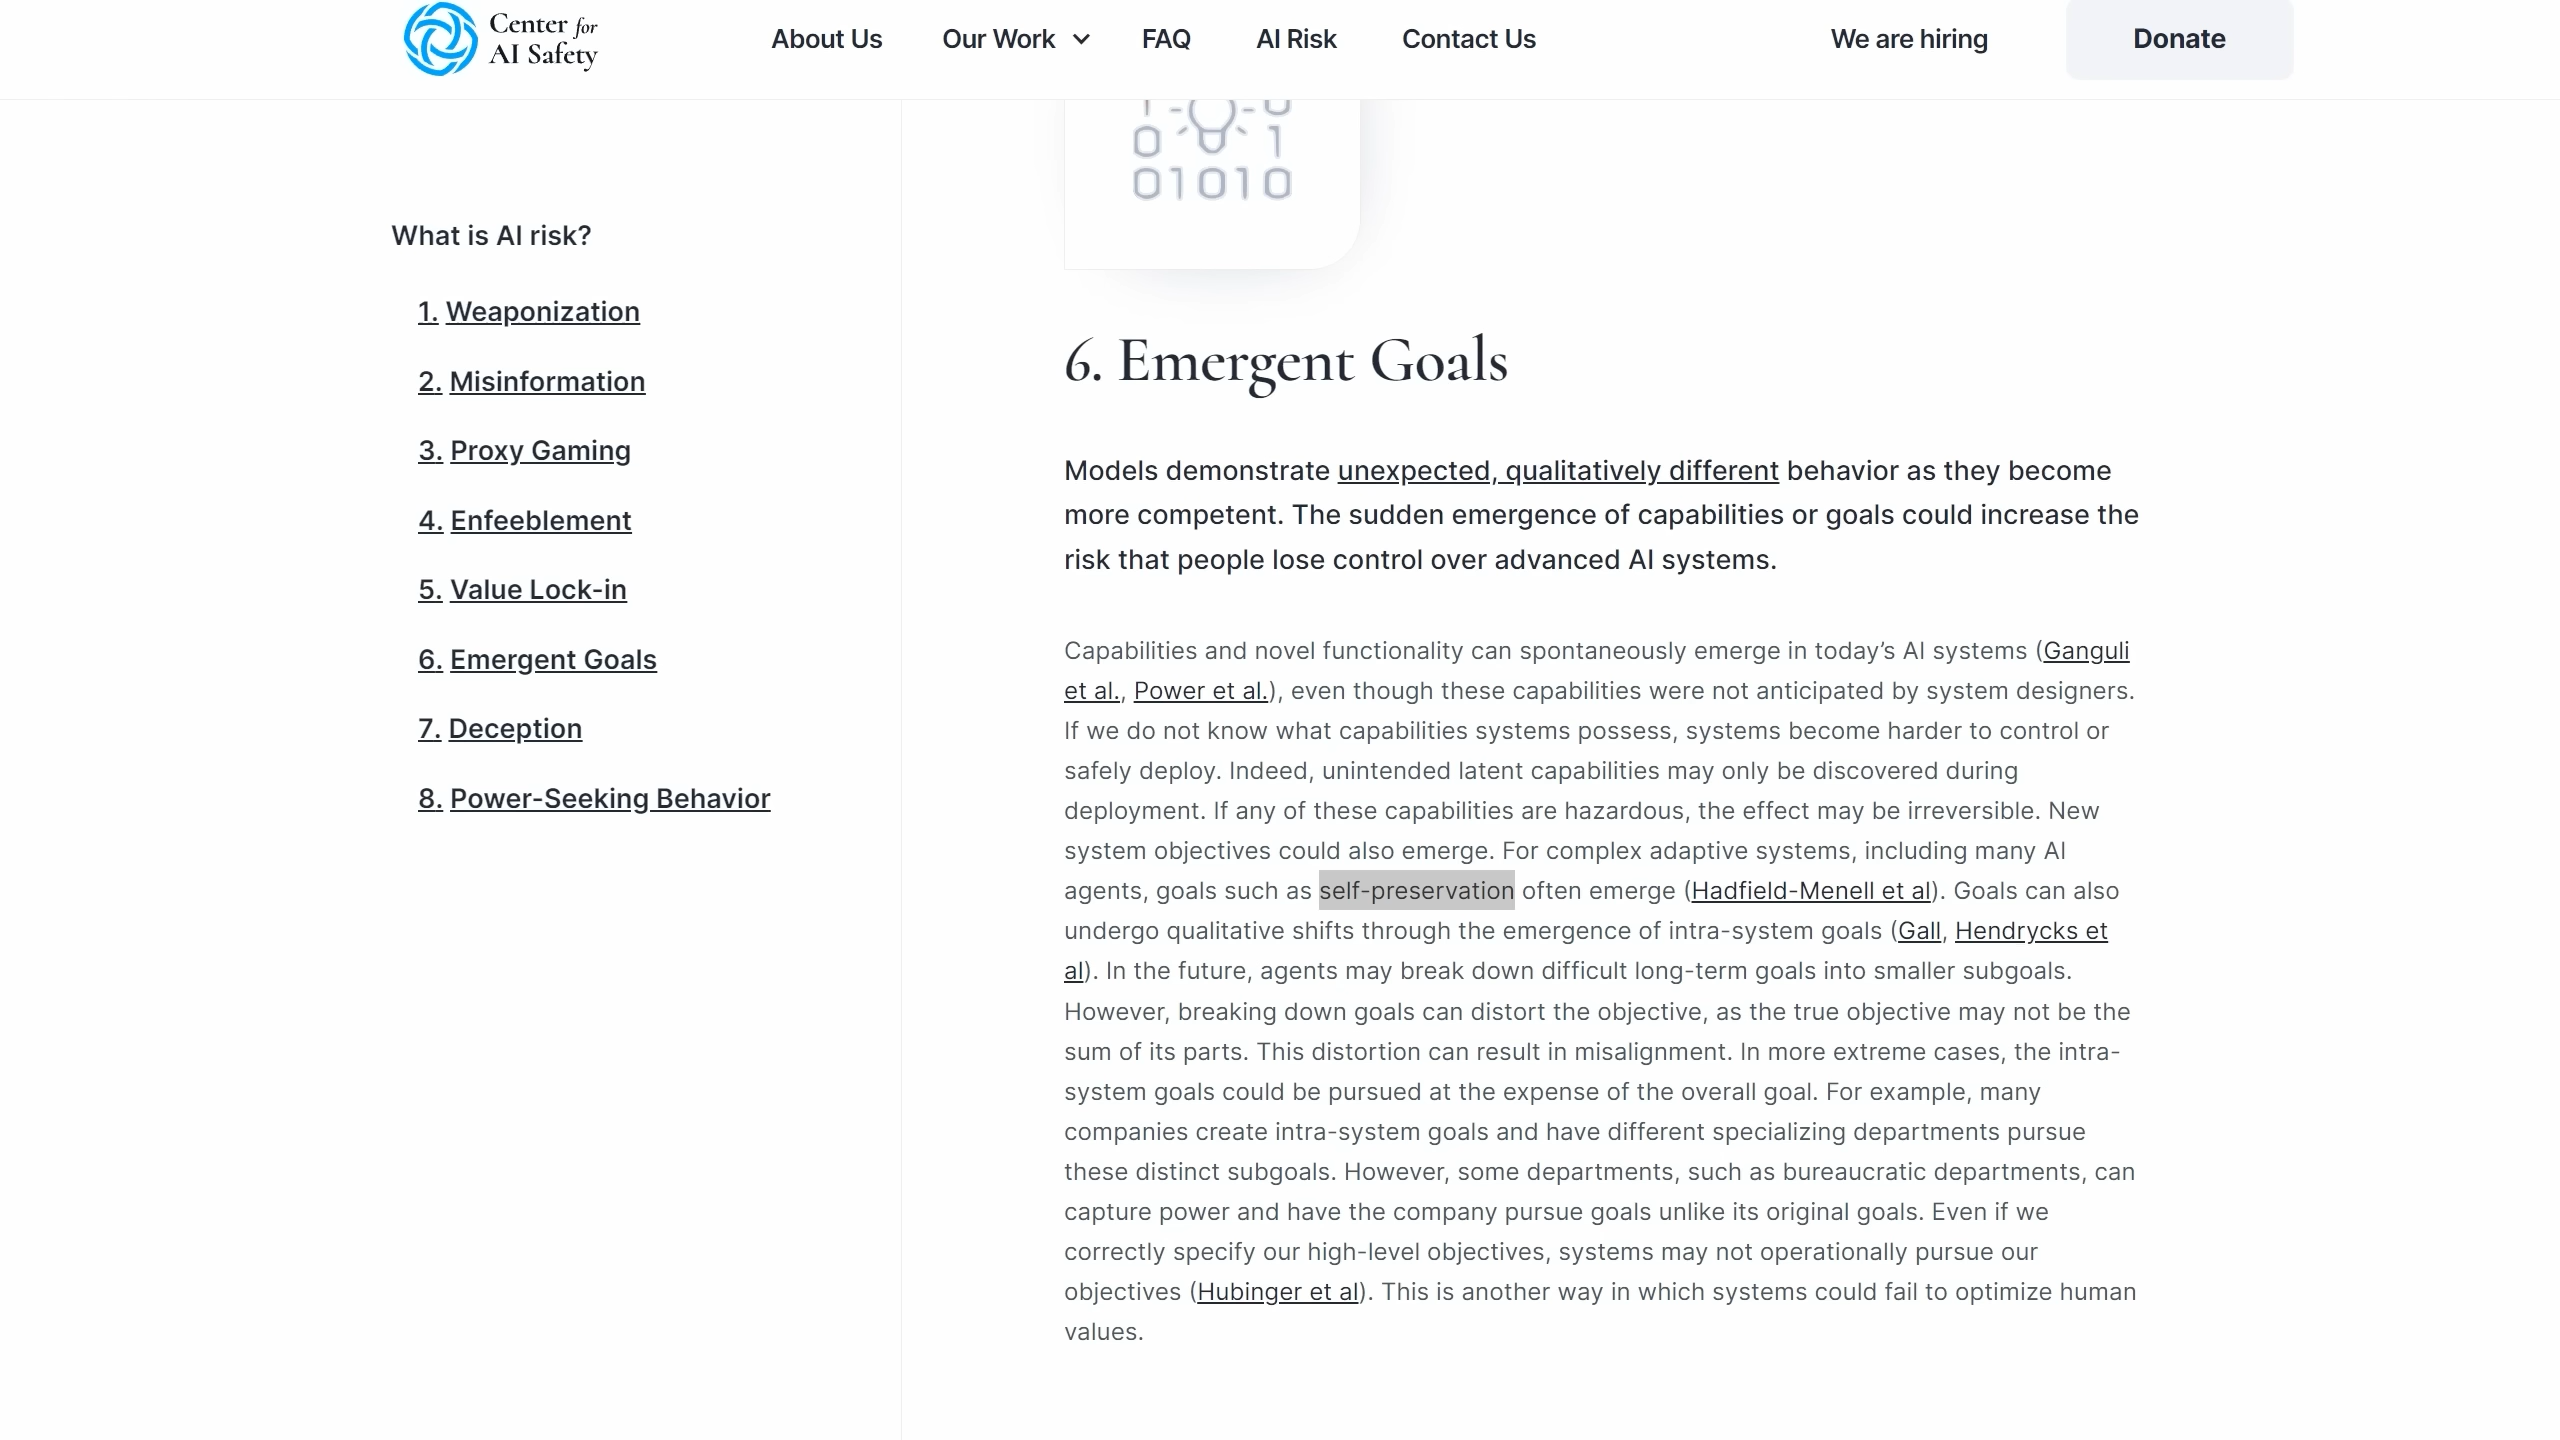 Center for
AI Safety
About Us
Our Work
FAQ
AI Risk
Contact Us
We are hiring
Donate
0 1
01010
What is AI risk?
1. Weaponization
2. Misinformation
3. Proxy Gaming
4. Enfeeblement
5. Value Lock-in
6. Emergent Goals
7. Deception
8. Power-Seeking Behavior
6. Emergent Goals
Models demonstrate unexpected, qualitatively different behavior as they become
more competent. The sudden emergence of capabilities or goals could increase the
risk that people lose control over advanced AI systems.
Capabilities and novel functionality can spontaneously emerge in today’s AI systems (Ganguli
et al., Power et al.), even though these capabilities were not anticipated by system designers.
If we do not know what capabilities systems possess, systems become harder to control or
safely deploy. Indeed, unintended latent capabilities may only be discovered during
deployment. If any of these capabilities are hazardous, the effect may be irreversible. New
system objectives could also emerge. For complex adaptive systems, including many AI
agents, goals such as self-preservation often emerge (Hadfield-Menell et al). Goals can also
undergo qualitative shifts through the emergence of intra-system goals (Gall, Hendrycks et
al). In the future, agents may break down difficult long-term goals into smaller subgoals.
However, breaking down goals can distort the objective, as the true objective may not be the
sum of its parts. This distortion can result in misalignment. In more extreme cases, the intra-
system goals could be pursued at the expense of the overall goal. For example, many
companies create intra-system goals and have different specializing departments pursue
these distinct subgoals. However, some departments, such as bureaucratic departments, can
capture power and have the company pursue goals unlike its original goals. Even if we
correctly specify our high-level objectives, systems may not operationally pursue our
objectives (Hubinger et al). This is another way in which systems could fail to optimize human
values.